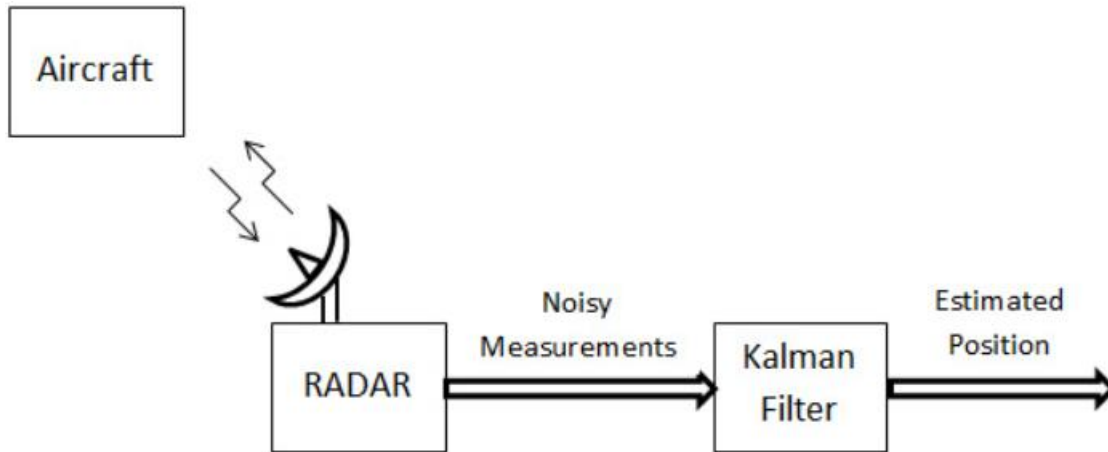 Aircraft
RADAR
Noisy
Measurements
Kalman
Filter
Estimated
Position